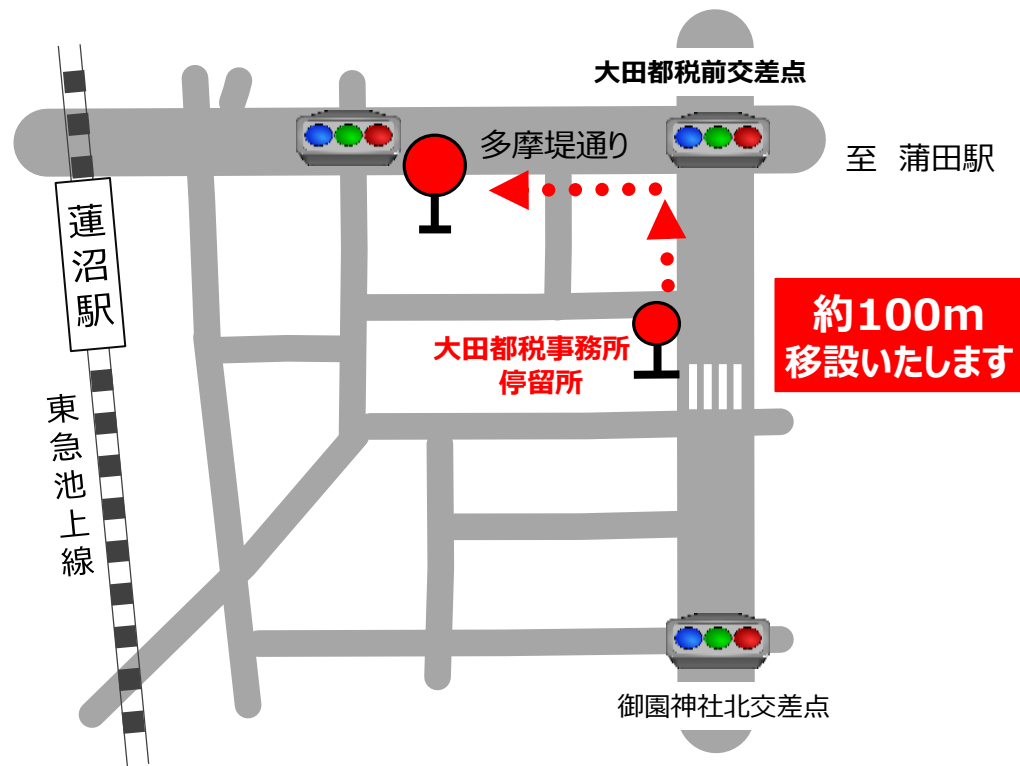 大田都税前交差点
多摩堤通り
至 蒲田駅
蓮沼駅
約100m
移設いたします
大田都税事務所
停留所
東急池上線
御園神社北交差点